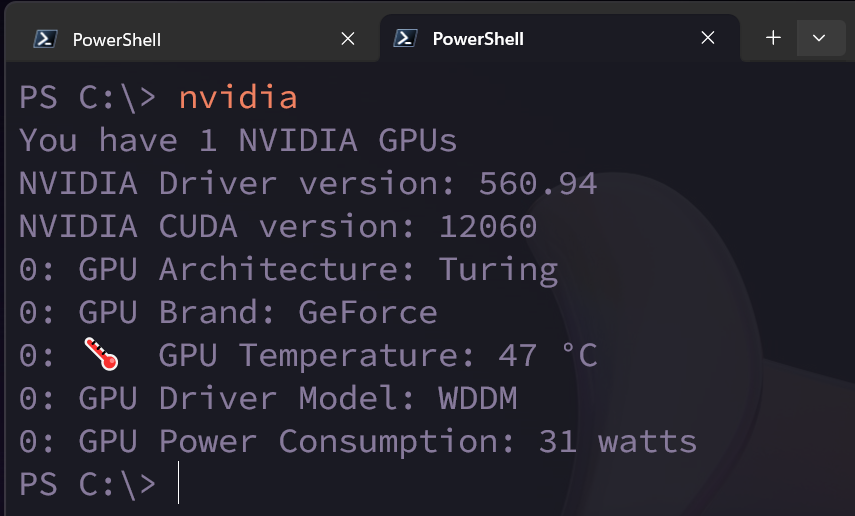 PowerShell
PowerShell
PS C:\> nvidia
You have 1 NVIDIA GPUs
NVIDIA Driver version: 560.94
NVIDIA CUDA version: 12060
0: GPU Architecture: Turing
0: GPU Brand: GeForce
0: 🌡️ GPU Temperature: 47 °C
0: GPU Driver Model: WDDM
0: GPU Power Consumption: 31 watts
PS C:\>